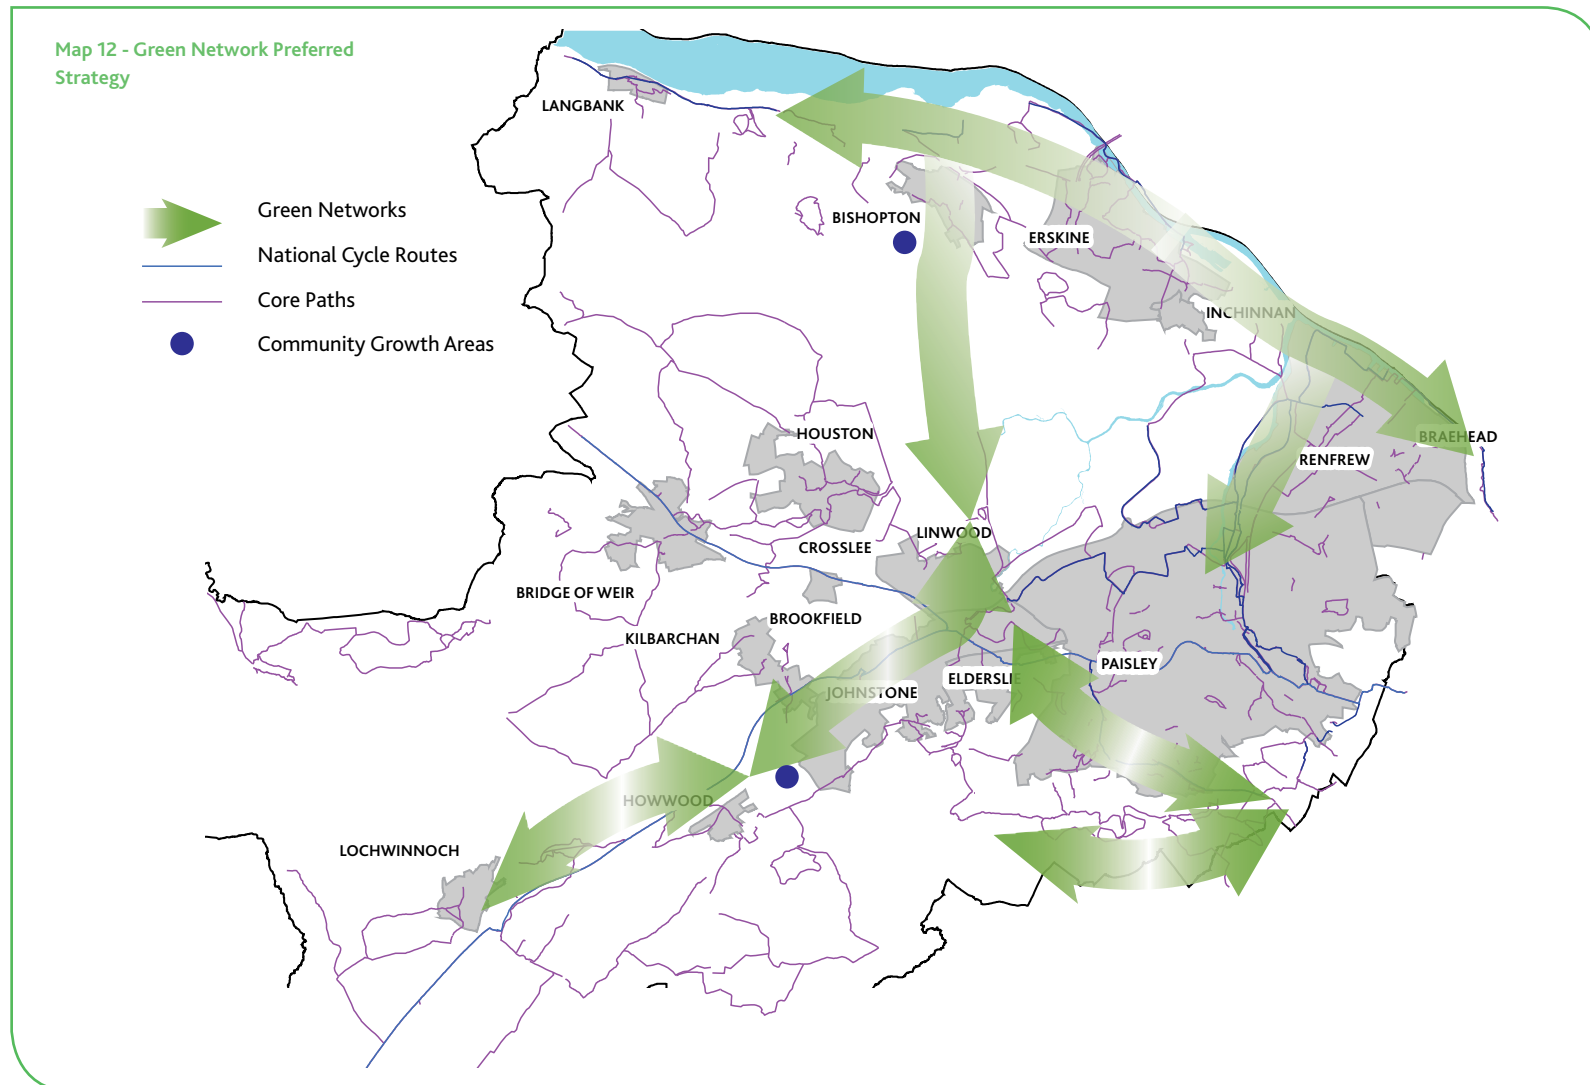 Map 12 - Green Network Preferred
Strategy
Green Networks
National Cycle Routes
Core Paths
Community Growth Areas
LANGBANK
BISHOPTON
ERSKINE
INCHINNAN
HOUSTON
BRAEHEAD
RENFREW
LINWOOD
CROSSLEE
BRIDGE OF WEIR
BROOKFIELD
KILBARCHAN
PAISLEY
ELDERSLIE
JOHNSTONE
HOWWOOD
LOCHWINNOCH